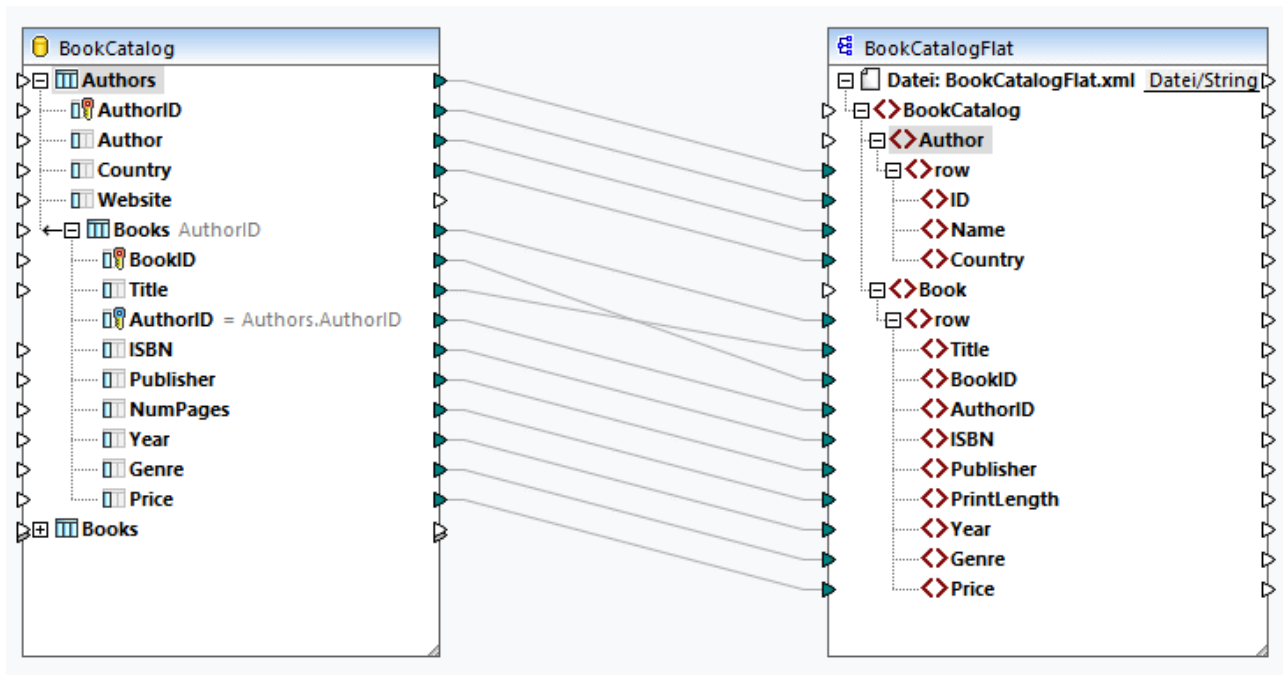 BookCatalog
Authors
AuthorID
Author
Country
Website
Books AuthorID
BookID
Title
AuthorID = Authors.AuthorID
ISBN
Publisher
NumPages
Year
Genre
Price
Books
BookCatalogFlat
Datei: BookCatalogFlat.xml Datei/String
BookCatalog
Author
row
ID
Name
Country
Book
row
Title
BookID
AuthorID
ISBN
Publisher
PrintLength
Year
Genre
Price